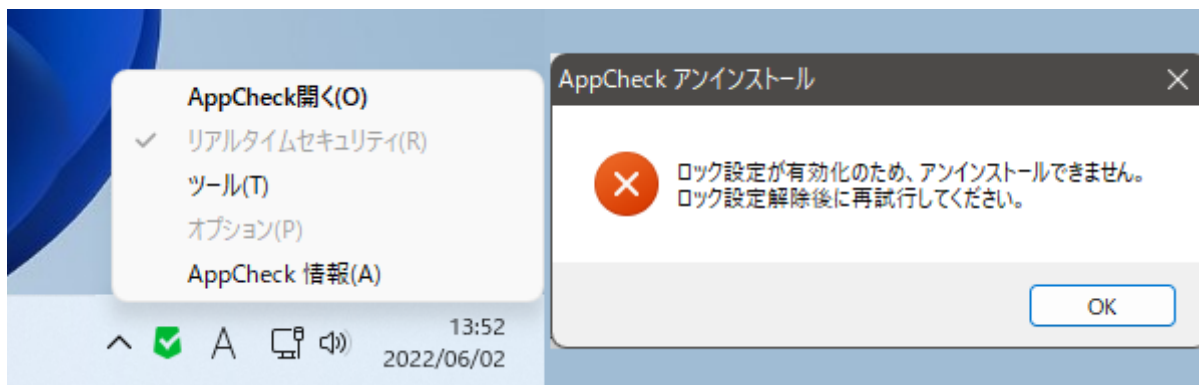 AppCheck開く(O)
リアルタイムセキュリティ(R)
ツール(T)
オプション(P)
AppCheck 情報(A)
A
13:52
2022/06/02
AppCheck アンインストール
ロック設定が有効化のため、アンインストールできません。
ロック設定解除後に再試行してください。
OK